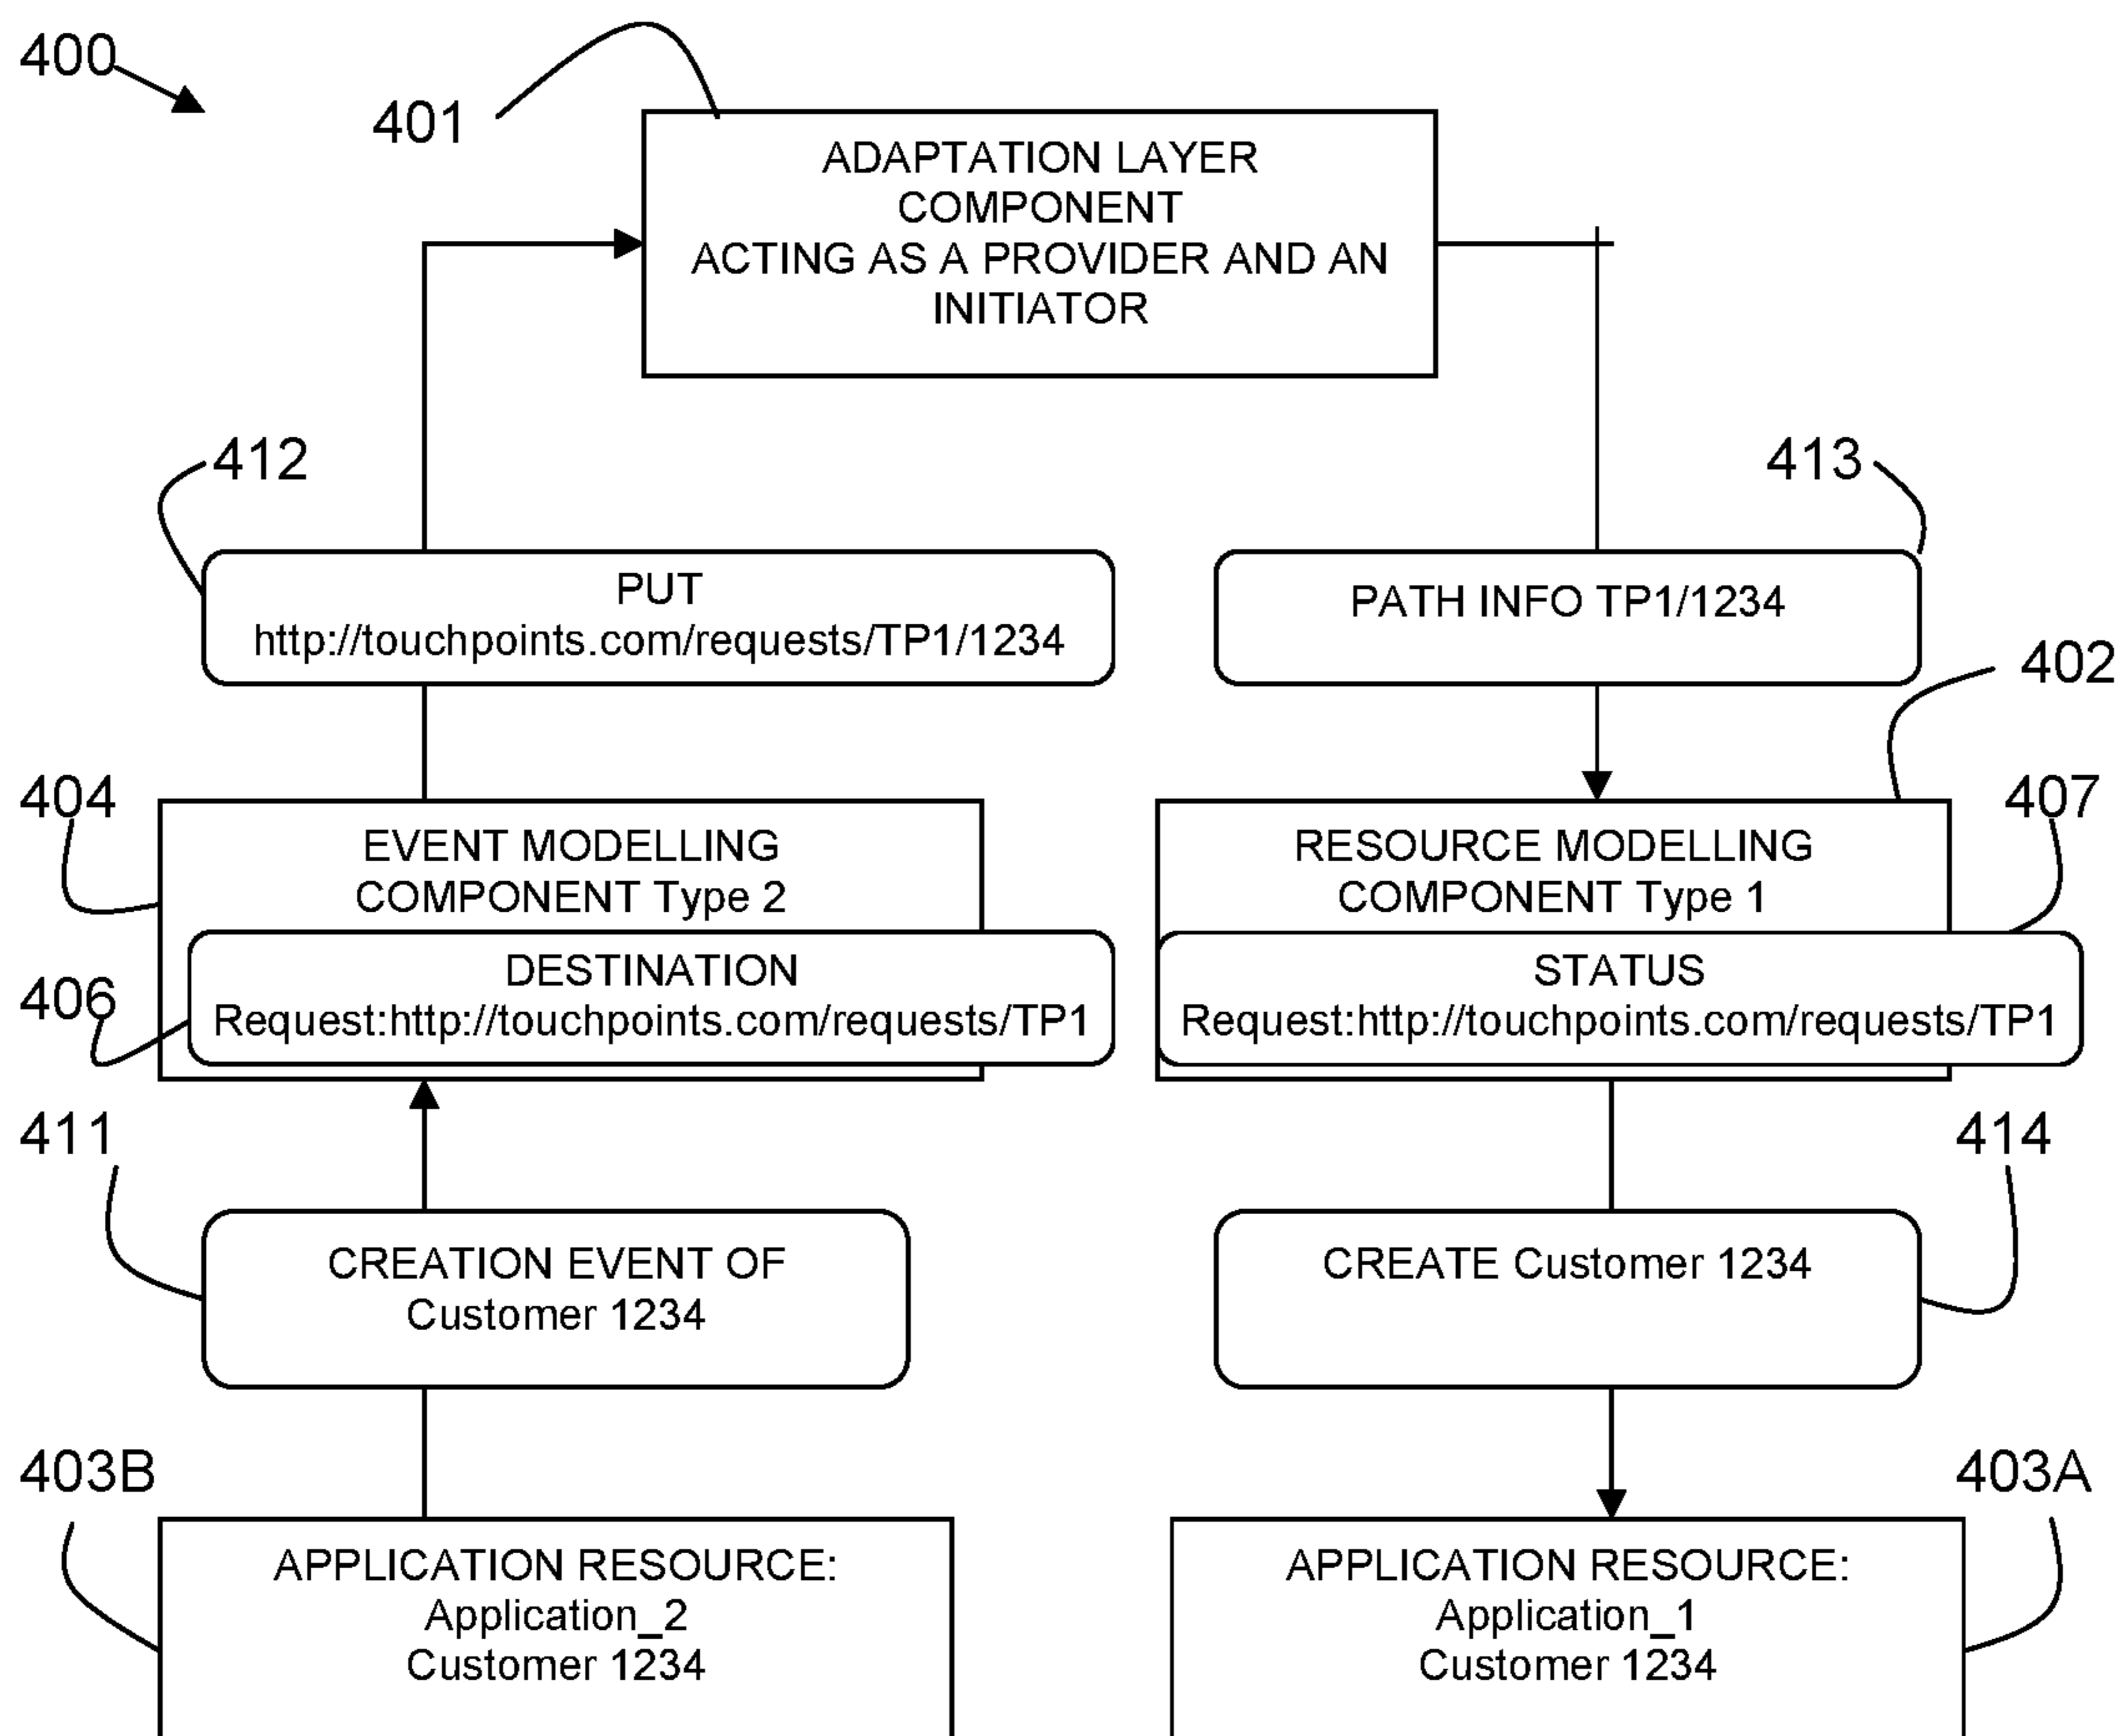 400
401
ADAPTATION LAYER
COMPONENT
ACTING AS A PROVIDER AND AN
INITIATOR
412
413
PUT
http://touchpoints.com/requests/TP1/1234
PATH INFO TP1/1234
402
404
407
EVENT MODELLING
COMPONENT Type 2
RESOURCE MODELLING
COMPONENT Type 1
406
DESTINATION
Request:http://touchpoints.com/requests/TP1
STATUS
Request:http://touchpoints.com/requests/TP1
411
414
CREATION EVENT OF
Customer 1234
CREATE Customer 1234
403B
403A
APPLICATION RESOURCE:
Application_2
Customer 1234
APPLICATION RESOURCE:
Application_1
Customer 1234